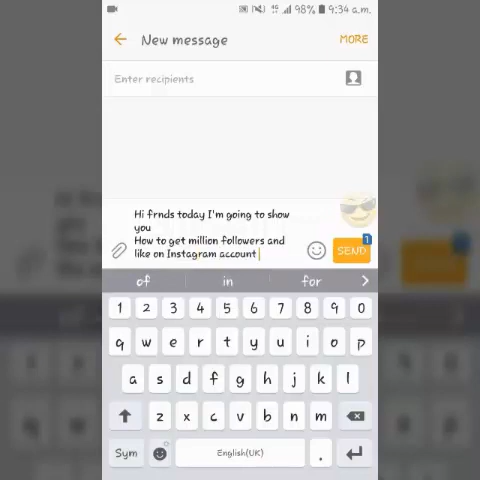 98% 9:34 a.m.
New message MORE
Enter recipients
Hi frnds today I'm going to show
you
How to get million followers and
like on Instagram account
1
SEND
of in for
1 2 3 4 5 6 7 8 9 0
q w e r t y u i o p
a s d f g h j k l
z x c v b n m
Sym English(UK) .